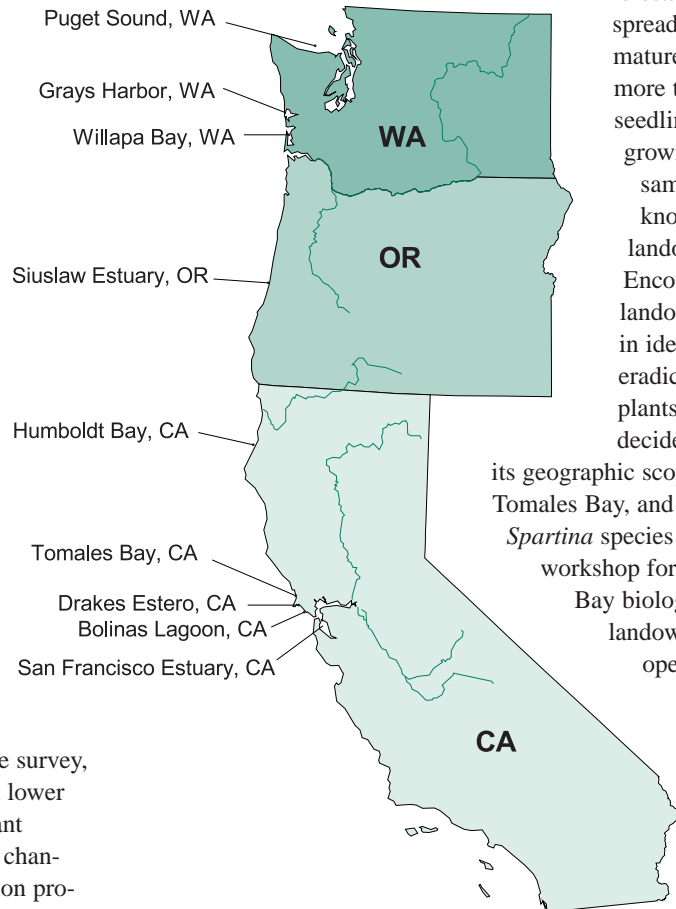 Puget Sound, WA
Grays Harbor, WA
Willapa Bay, WA
WA
OR
Siuslaw Estuary, OR
Humboldt Bay, CA
Tomales Bay, CA
Drakes Estero, CA
Bolinas Lagoon, CA
San Francisco Estuary, CA
CA
spread
mature
more t
seedlin
grow
sam
kno
lando
Enco
lando
in ide
eradic
plants
decide
its geographic sco
Tomales Bay, and
Spartina species
workshop for
Bay biolog
landow
ope
e survey,
lower
ant
chan-
on pro-